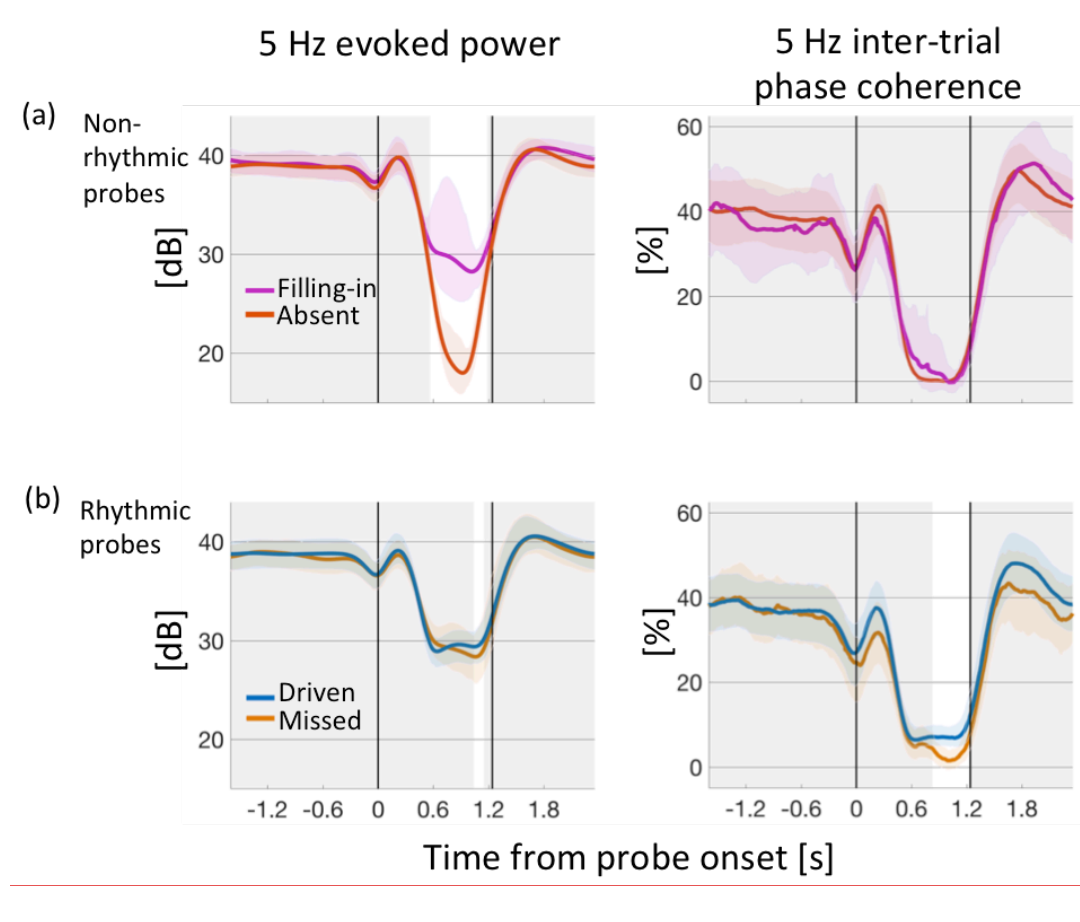 5 Hz evoked power
5 Hz inter-trial
phase coherence
(a)
Non-
rhythmic
probes
40
30
20
[dB]
Filling-in
Absent
60
40
20
0
[%]
(b)
Rhythmic
probes
40
30
20
[dB]
Driven
Missed
-1.2 -0.6 0 0.6 1.2 1.8
60
40
20
0
[%]
-1.2 -0.6 0 0.6 1.2 1.8
Time from probe onset [s]